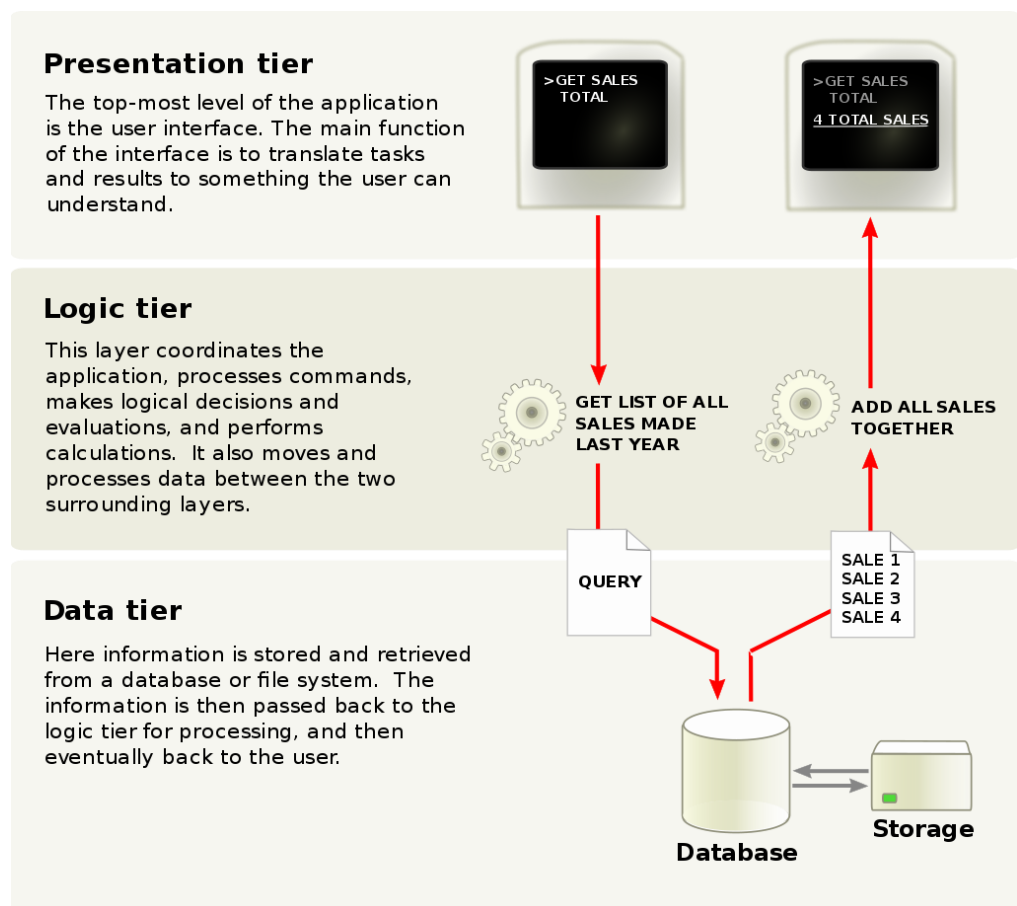 Presentation tier
The top-most level of the application
is the user interface. The main function
of the interface is to translate tasks
and results to something the user can
understand.
>GET SALES
TOTAL
>GET SALES
TOTAL
4 TOTAL SALES
Logic tier
This layer coordinates the
application, processes commands,
makes logical decisions and
evaluations, and performs
calculations.  It also moves and
processes data between the two
surrounding layers.
GET LIST OF ALL
SALES MADE
LAST YEAR
ADD ALL SALES
TOGETHER
QUERY
SALE 1
SALE 2
SALE 3
SALE 4
Data tier
Here information is stored and retrieved
from a database or file system.  The
information is then passed back to the
logic tier for processing, and then
eventually back to the user.
Database
Storage